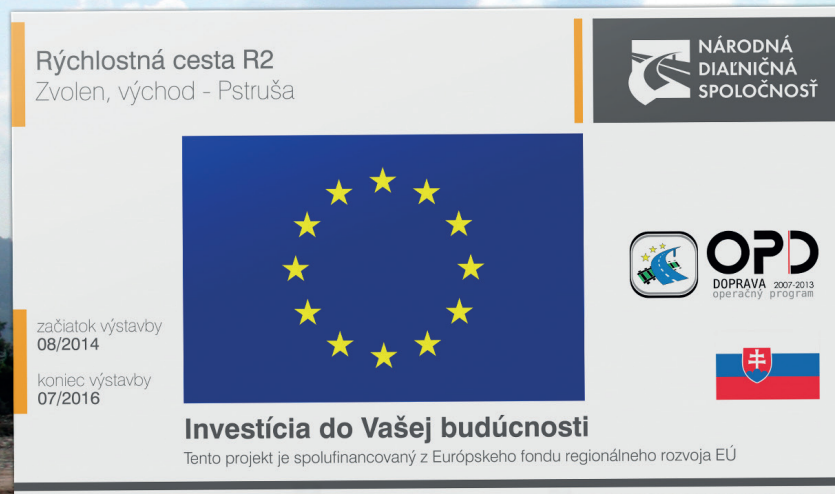 Rýchlostná cesta R2
Zvolen, východ - Pstruša
NÁRODNÁ
DIAĽNIČNÁ
SPOLOČNOSŤ
OPD
DOPRAVA 2007-2013
operačný program
začiatok výstavby
08/2014
koniec výstavby
07/2016
Investícia do Vašej budúcnosti
Tento projekt je spolufinancovaný z Európskeho fondu regionálneho rozvoja EÚ